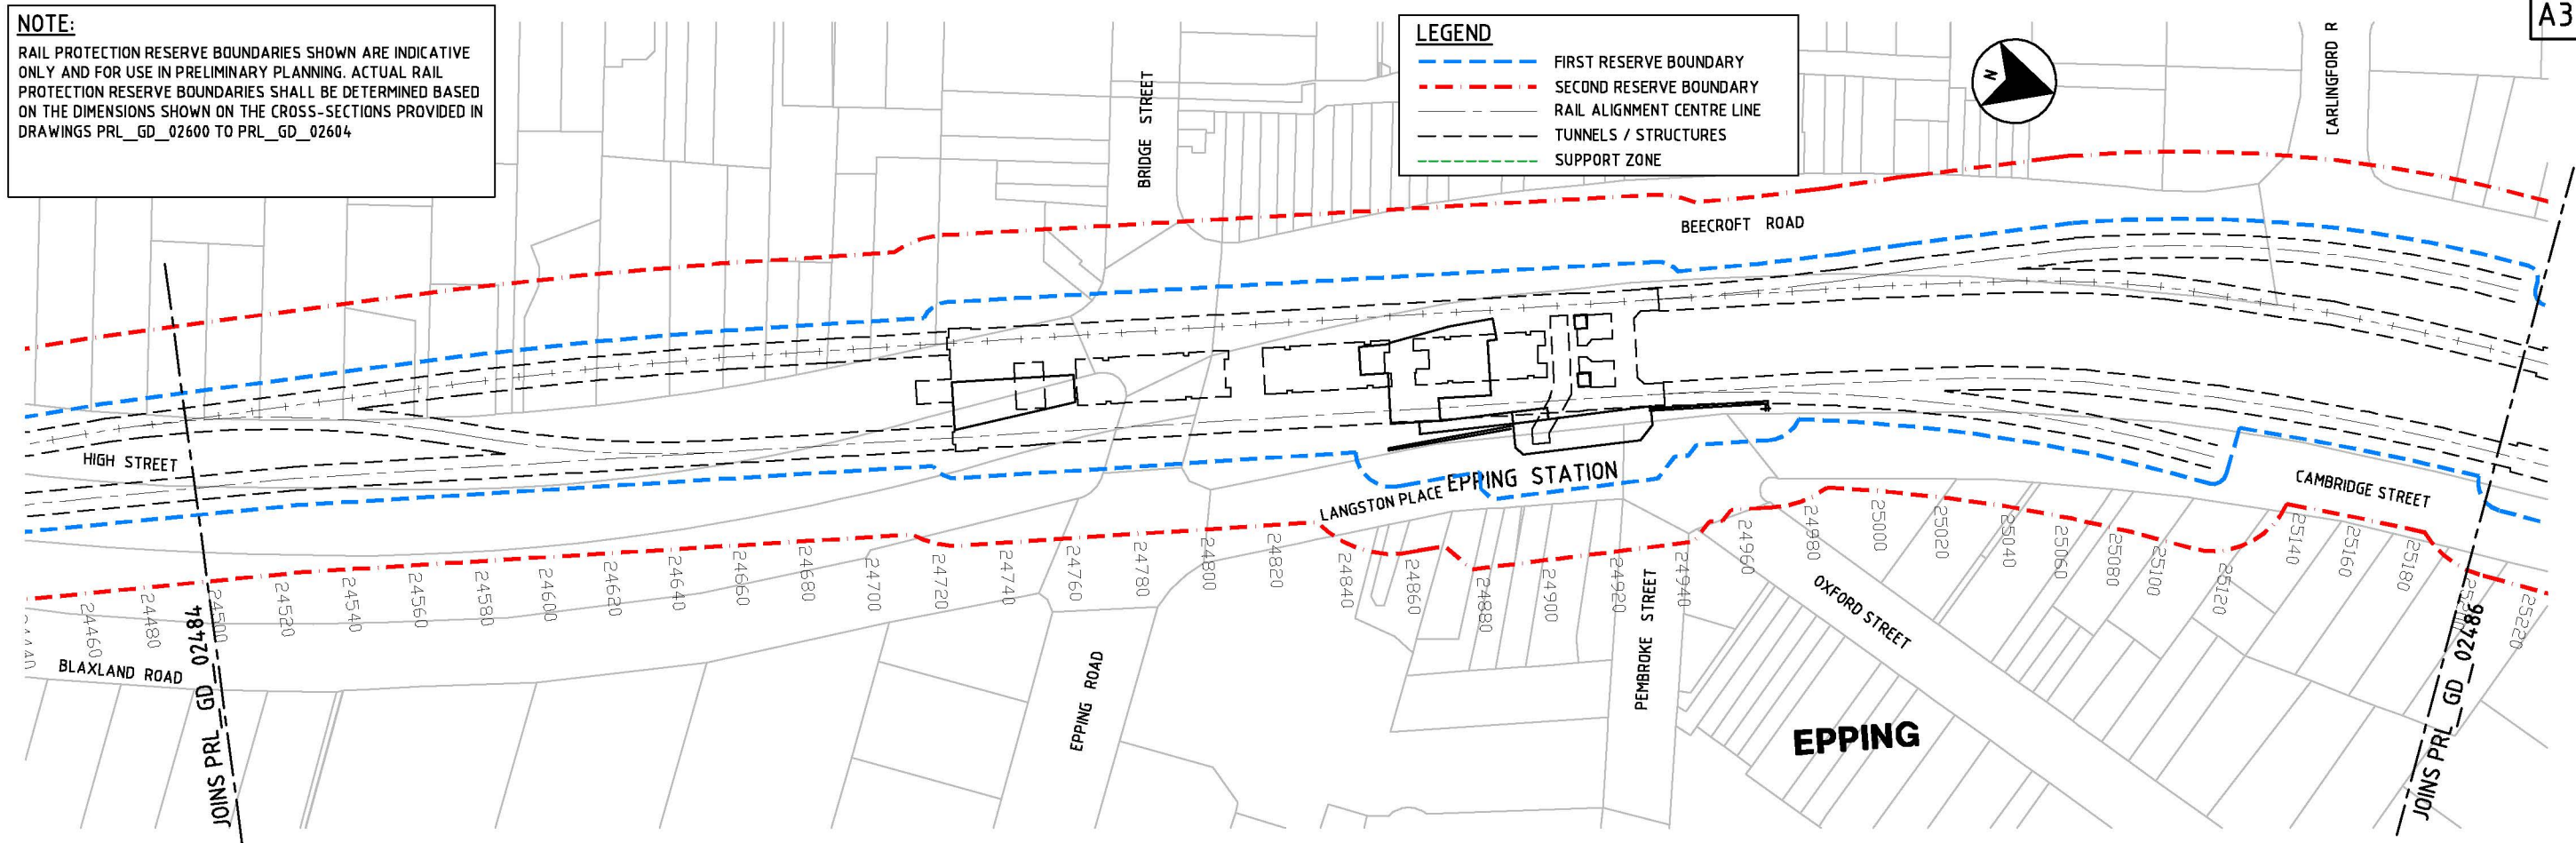 NOTE:
RAIL PROTECTION RESERVE BOUNDARIES SHOWN ARE INDICATIVE
ONLY AND FOR USE IN PRELIMINARY PLANNING. ACTUAL RAIL
PROTECTION RESERVE BOUNDARIES SHALL BE DETERMINED BASED
ON THE DIMENSIONS SHOWN ON THE CROSS-SECTIONS PROVIDED IN
DRAWINGS PRL_GD_02600 TO PRL_GD_02604
LEGEND
FIRST RESERVE BOUNDARY
SECOND RESERVE BOUNDARY
RAIL ALIGNMENT CENTRE LINE
TUNNELS / STRUCTURES
SUPPORT ZONE
N
A3
CARLINGFORD R
BRIDGE STREET
BEECROFT ROAD
HIGH STREET
EPPING STATION
LANGSTON PLACE
CAMBRIDGE STREET
24440
24460
24480
24500
24520
24540
24560
24580
24600
24620
24640
24660
24680
24700
24720
24740
24760
24780
24800
24820
24840
24860
24880
24900
24920
24940
24960
24980
25000
25020
25040
25060
25080
25100
25120
25140
25160
25180
25200
25220
BLAXLAND ROAD
EPPING ROAD
PEMBROKE STREET
OXFORD STREET
EPPING
JOINS PRL_GD_02484
JOINS PRL_GD_02486